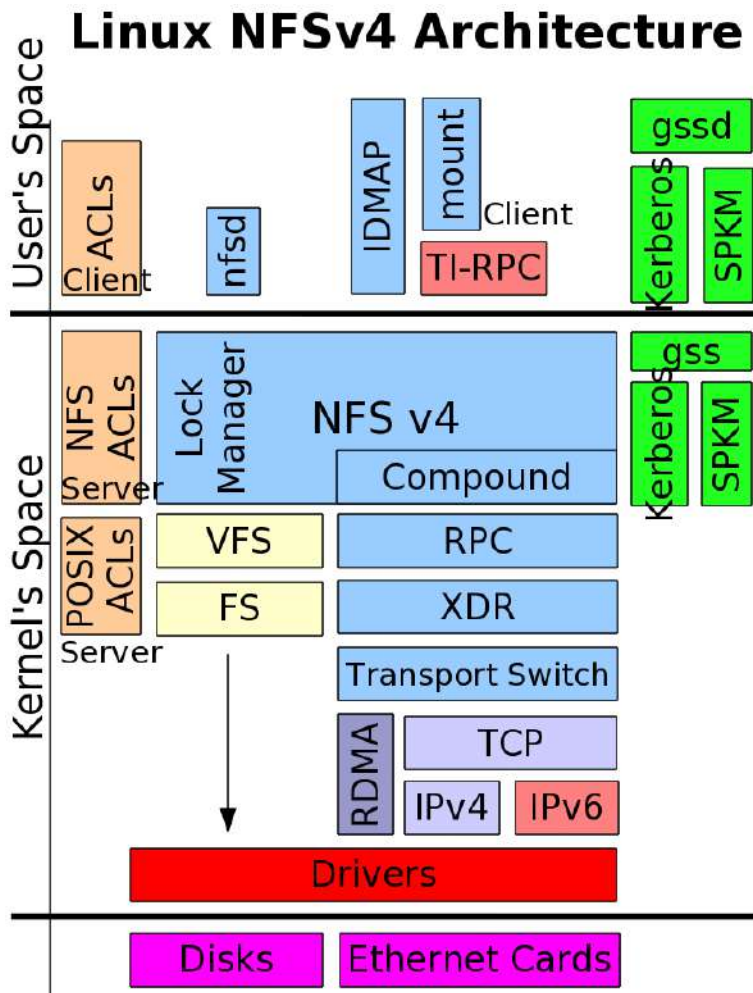 Linux NFSv4 Architecture
User's Space
ACLs
Client
nfsd
IDMAP
mount
Client
TI-RPC
gssd
Kerberos
SPKM
Kernel's Space
NFS
ACLs
Server
Lock
Manager
NFS v4
Compound
gss
Kerberos
SPKM
POSIX
ACLs
Server
VFS
RPC
FS
XDR
Transport Switch
RDMA
TCP
IPv4
IPv6
Drivers
Disks
Ethernet Cards